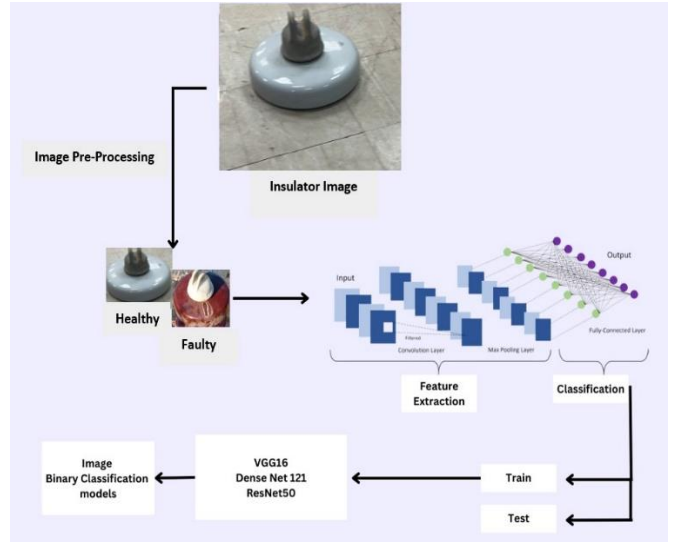 Insulator Image
Image Pre-Processing
Healthy
Faulty
Input
Output
Filtered
Convolution Layer
Max Pooling Layer
Fully-Connected Layer
Feature
Extraction
Classification
Train
Test
VGG16
Dense Net 121
ResNet50
Image
Binary Classification
models